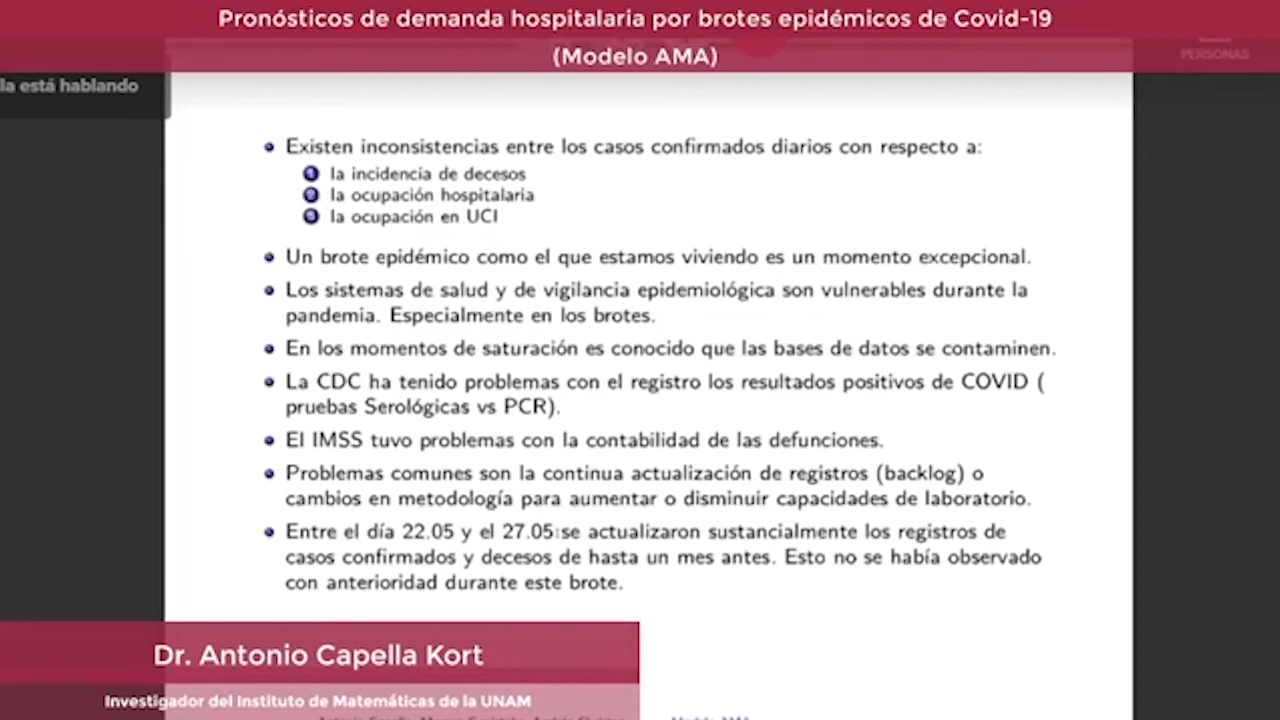 Pronósticos de demanda hospitalaria por brotes epidémicos de Covid-19
(Modelo AMA)
PERSONAS
la está hablando
Existen inconsistencias entre los casos confirmados diarios con respecto a:
1 la incidencia de decesos
2 la ocupación hospitalaria
3 la ocupación en UCI
Un brote epidémico como el que estamos viviendo es un momento excepcional.
Los sistemas de salud y de vigilancia epidemiológica son vulnerables durante la
pandemia. Especialmente en los brotes.
En los momentos de saturación es conocido que las bases de datos se contaminen.
La CDC ha tenido problemas con el registro los resultados positivos de COVID (
pruebas Serológicas vs PCR).
El IMSS tuvo problemas con la contabilidad de las defunciones.
Problemas comunes son la continua actualización de registros (backlog) o
cambios en metodología para aumentar o disminuir capacidades de laboratorio.
Entre el día 22.05 y el 27.05 se actualizaron sustancialmente los registros de
casos confirmados y decesos de hasta un mes antes. Esto no se había observado
con anterioridad durante este brote.
Dr. Antonio Capella Kort
Investigador del Instituto de Matemáticas de la UNAM
Modelo AMA